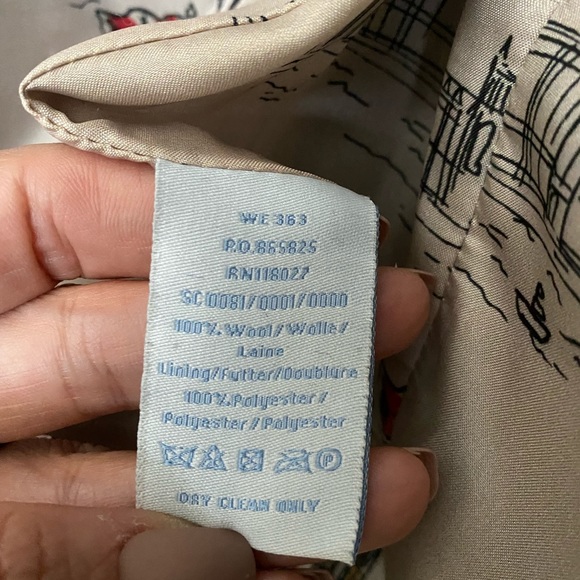 WE 363
P.O.865825
RN118027
SC0081/0001/0000
100% Wool/Wolle/
Laine
Lining/Futter/Doublure
100% Polyester/
Polyester/Polyester
P
DRY CLEAN ONLY